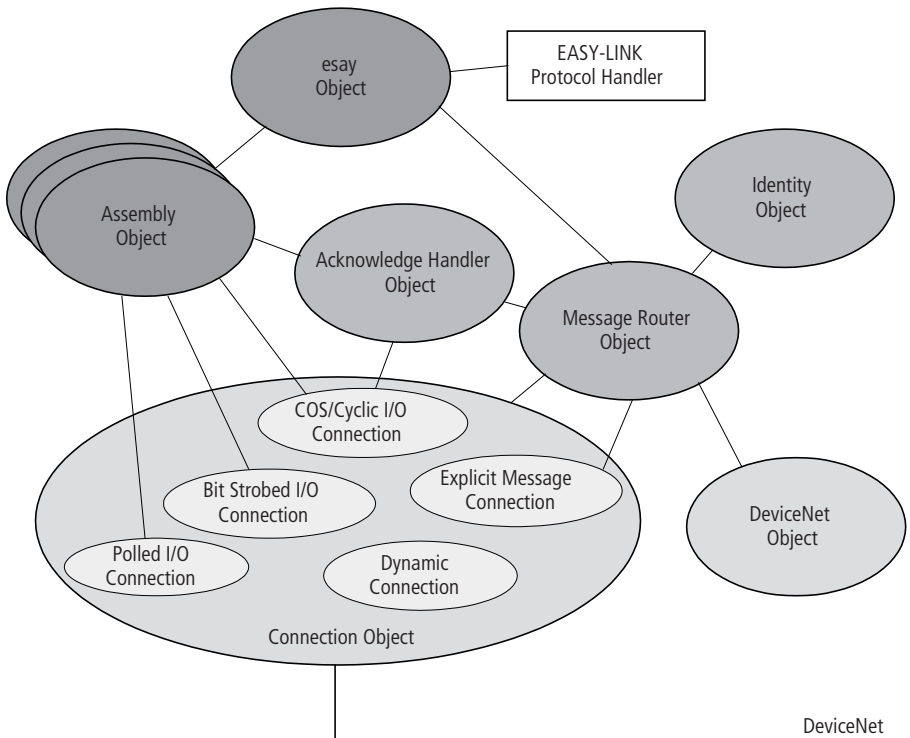 esay
Object
EASY-LINK
Protocol Handler
Identity
Object
Assembly
Object
Acknowledge Handler
Object
Message Router
Object
COS/Cyclic I/O
Connection
Explicit Message
Connection
Bit Strobed I/O
Connection
DeviceNet
Object
Polled I/O
Connection
Dynamic
Connection
Connection Object
DeviceNet